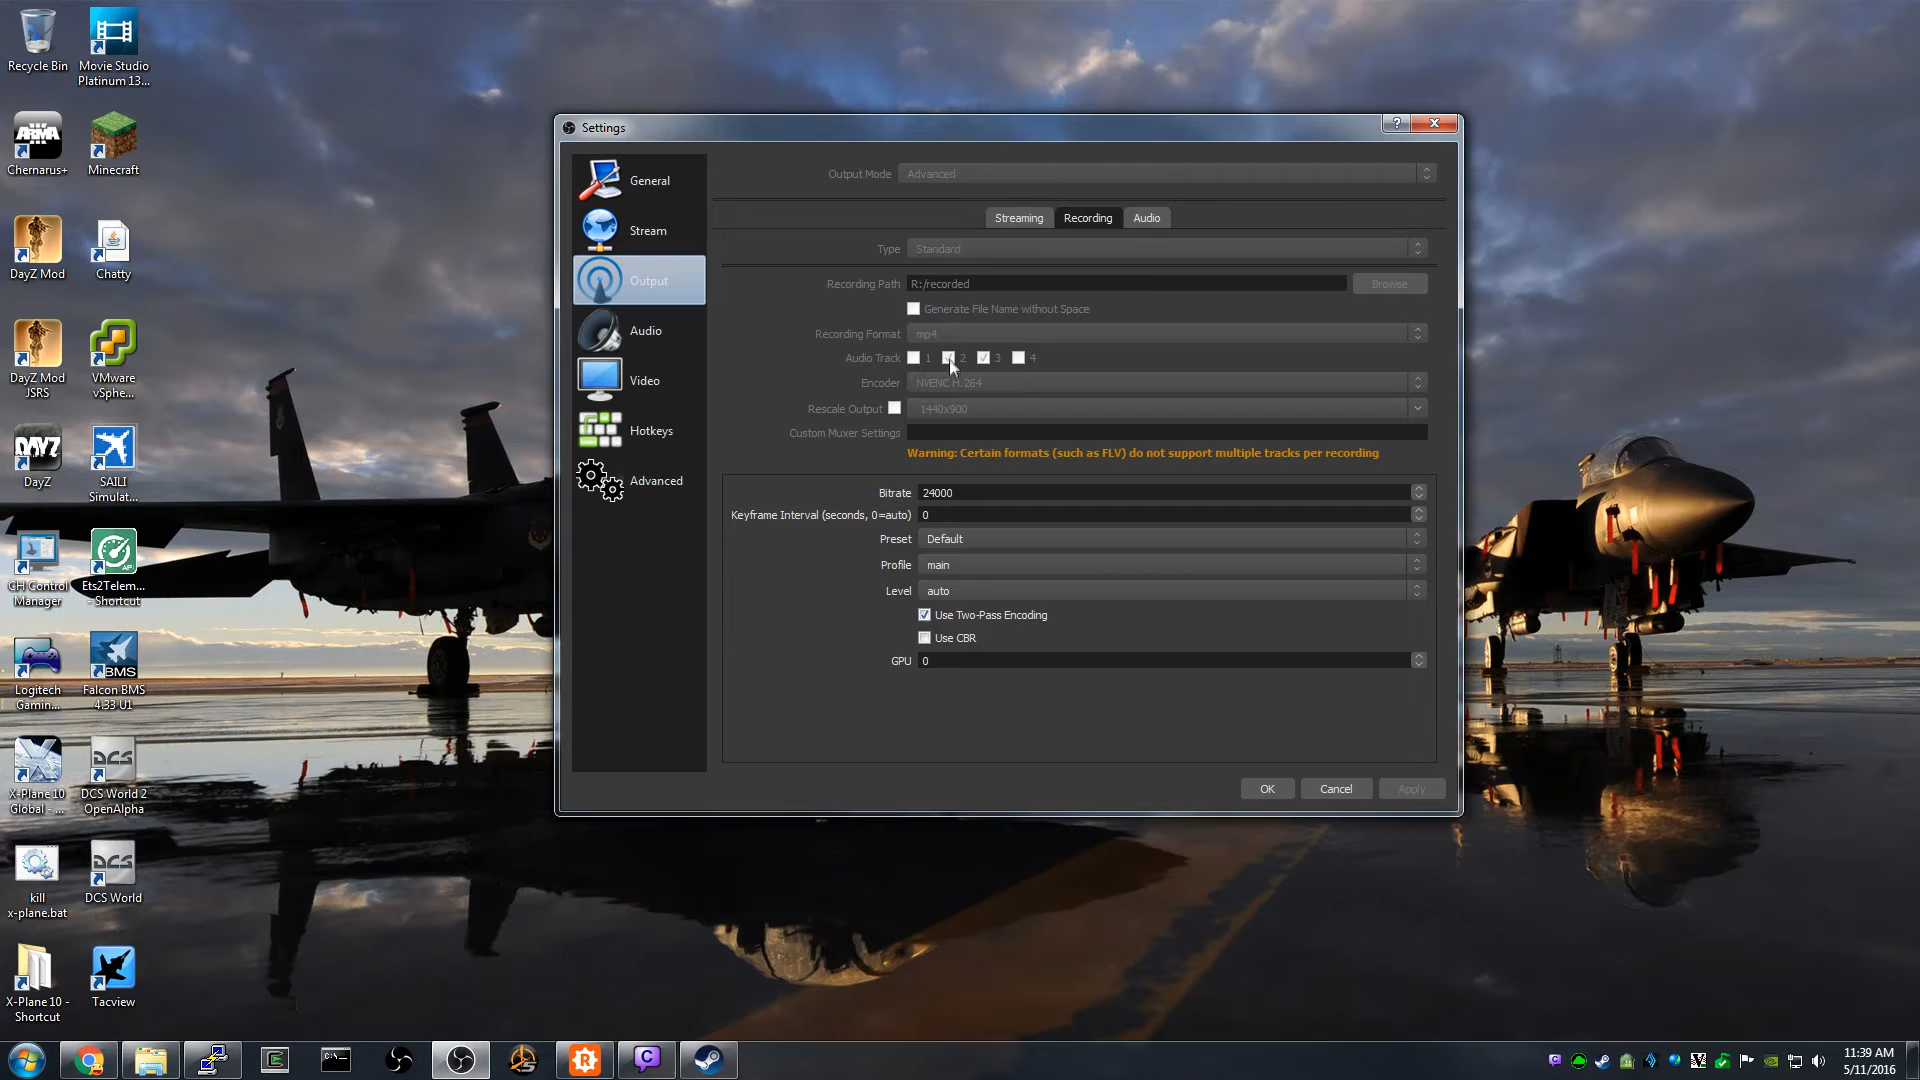 Recycle Bin
Movie Studio
Platinum 13...
ARMA
Chernarus+
Minecraft
DayZ Mod
Chatty
DayZ Mod
JSRS
VMware
vSphe...
DAYZ
DayZ
SAILI
Simulat...
CH Control
Manager
AP
Ets2Telem...
- Shortcut
Logitech
Gamin...
BMS
Falcon BMS
4.33 U1
X-Plane 10
Global - ...
DCS
DCS World 2
OpenAlpha
kill
x-plane.bat
DCS
DCS World
X-Plane 10 -
Shortcut
Tacview
Settings
?
General
Stream
Output
Audio
Video
Hotkeys
Advanced
Output Mode Advanced
Streaming Recording Audio
Type Standard
Recording Path R:/recorded Browse
Generate File Name without Space
Recording Format mp4
Audio Track 1 2 3 4
Encoder NVENC H.264
Rescale Output 1440x900
Custom Muxer Settings
Warning: Certain formats (such as FLV) do not support multiple tracks per recording
Bitrate 24000
Keyframe Interval (seconds, 0=auto) 0
Preset Default
Profile main
Level auto
Use Two-Pass Encoding
Use CBR
GPU 0
OK Cancel Apply
11:39 AM
5/11/2016